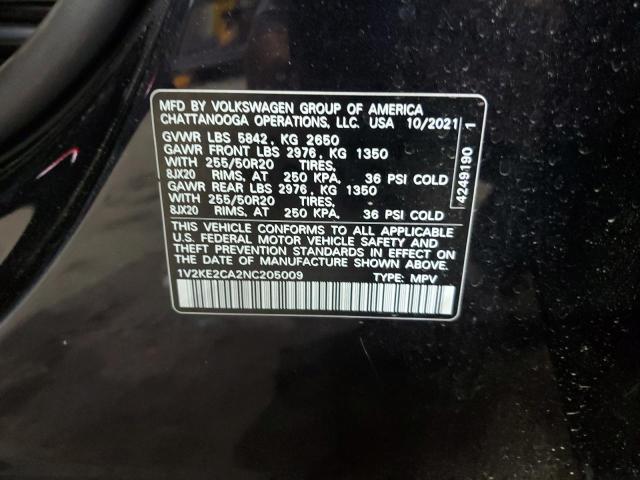 MFD BY VOLKSWAGEN GROUP OF AMERICA
CHATTANOOGA OPERATIONS, LLC. USA 10/2021
GVWR LBS 5842, KG 2650
GAWR FRONT LBS 2976, KG 1350
WITH 255/50R20 TIRES,
8JX20 RIMS, AT 250 KPA, 36 PSI COLD
GAWR REAR LBS 2976, KG 1350
WITH 255/50R20 TIRES,
8JX20 RIMS, AT 250 KPA, 36 PSI COLD
THIS VEHICLE CONFORMS TO ALL APPLICABLE
U.S. FEDERAL MOTOR VEHICLE SAFETY AND
THEFT PREVENTION STANDARDS IN EFFECT ON
THE DATE OF MANUFACTURE SHOWN ABOVE.
1V2KE2CA2NC205009 TYPE: MPV
4249190 1